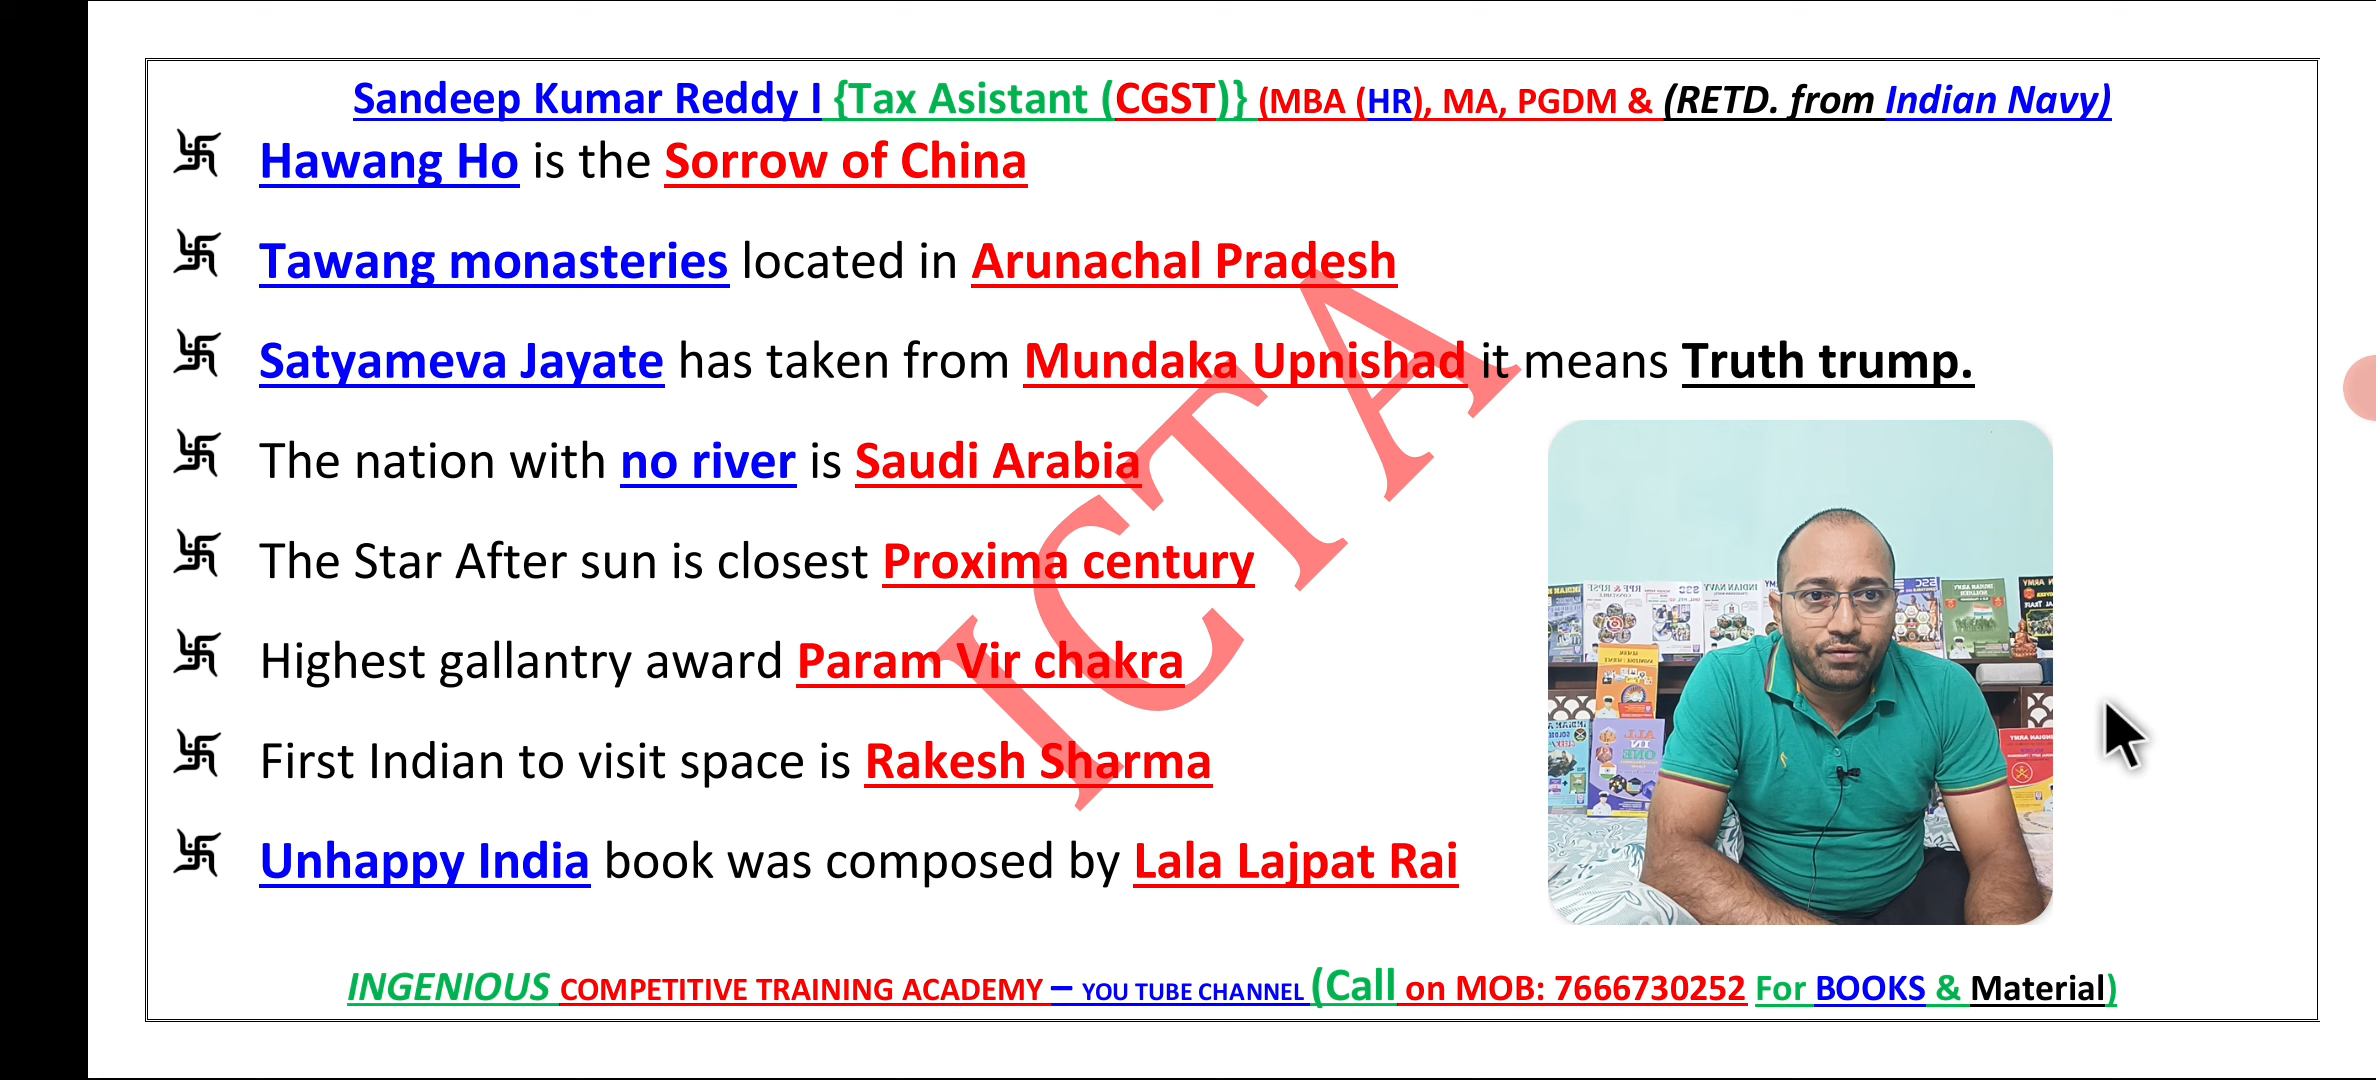 Sandeep Kumar Reddy I {Tax Asistant (CGST)} (MBA (HR), MA, PGDM & (RETD. from Indian Navy)
Hawang Ho is the Sorrow of China
Tawang monasteries located in Arunachal Pradesh
Satyameva Jayate has taken from Mundaka Upnishad it means Truth trump.
The nation with no river is Saudi Arabia
The Star After sun is closest Proxima century
Highest gallantry award Param Vir chakra
First Indian to visit space is Rakesh Sharma
Unhappy India book was composed by Lala Lajpat Rai
ICTA
ALL
IN
ONE
INGENIOUS COMPETITIVE TRAINING ACADEMY – YOU TUBE CHANNEL (Call on MOB: 7666730252 For BOOKS & Material)